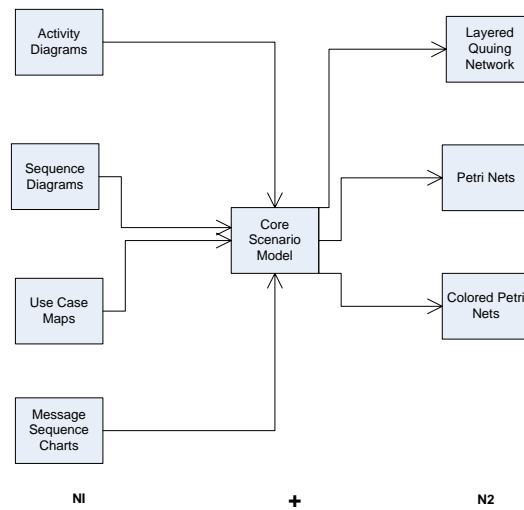 Activity
Diagrams
Layered
Quuing
Network
Sequence
Diagrams
Petri Nets
Core
Scenario
Model
Use Case
Maps
Colored Petri
Nets
Message
Sequence
Charts
NI
+
N2